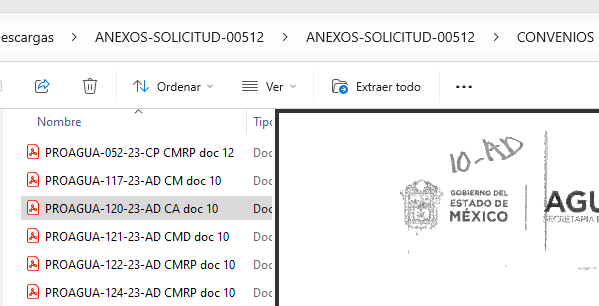 escargas > ANEXOS-SOLICITUD-00512 > ANEXOS-SOLICITUD-00512 > CONVENIOS
Ordenar Ver Extraer todo ...
Nombre Tipo
PROAGUA-052-23-CP CMRP doc 12 Doc
PROAGUA-117-23-AD CM doc 10 Doc
PROAGUA-120-23-AD CA doc 10 Doc
PROAGUA-121-23-AD CMD doc 10 Doc
PROAGUA-122-23-AD CMRP doc 10 Doc
PROAGUA-124-23-AD CMRP doc 10 Doc
10-AD
GOBIERNO DEL
ESTADO DE
MÉXICO
AGU
SECRETARÍA